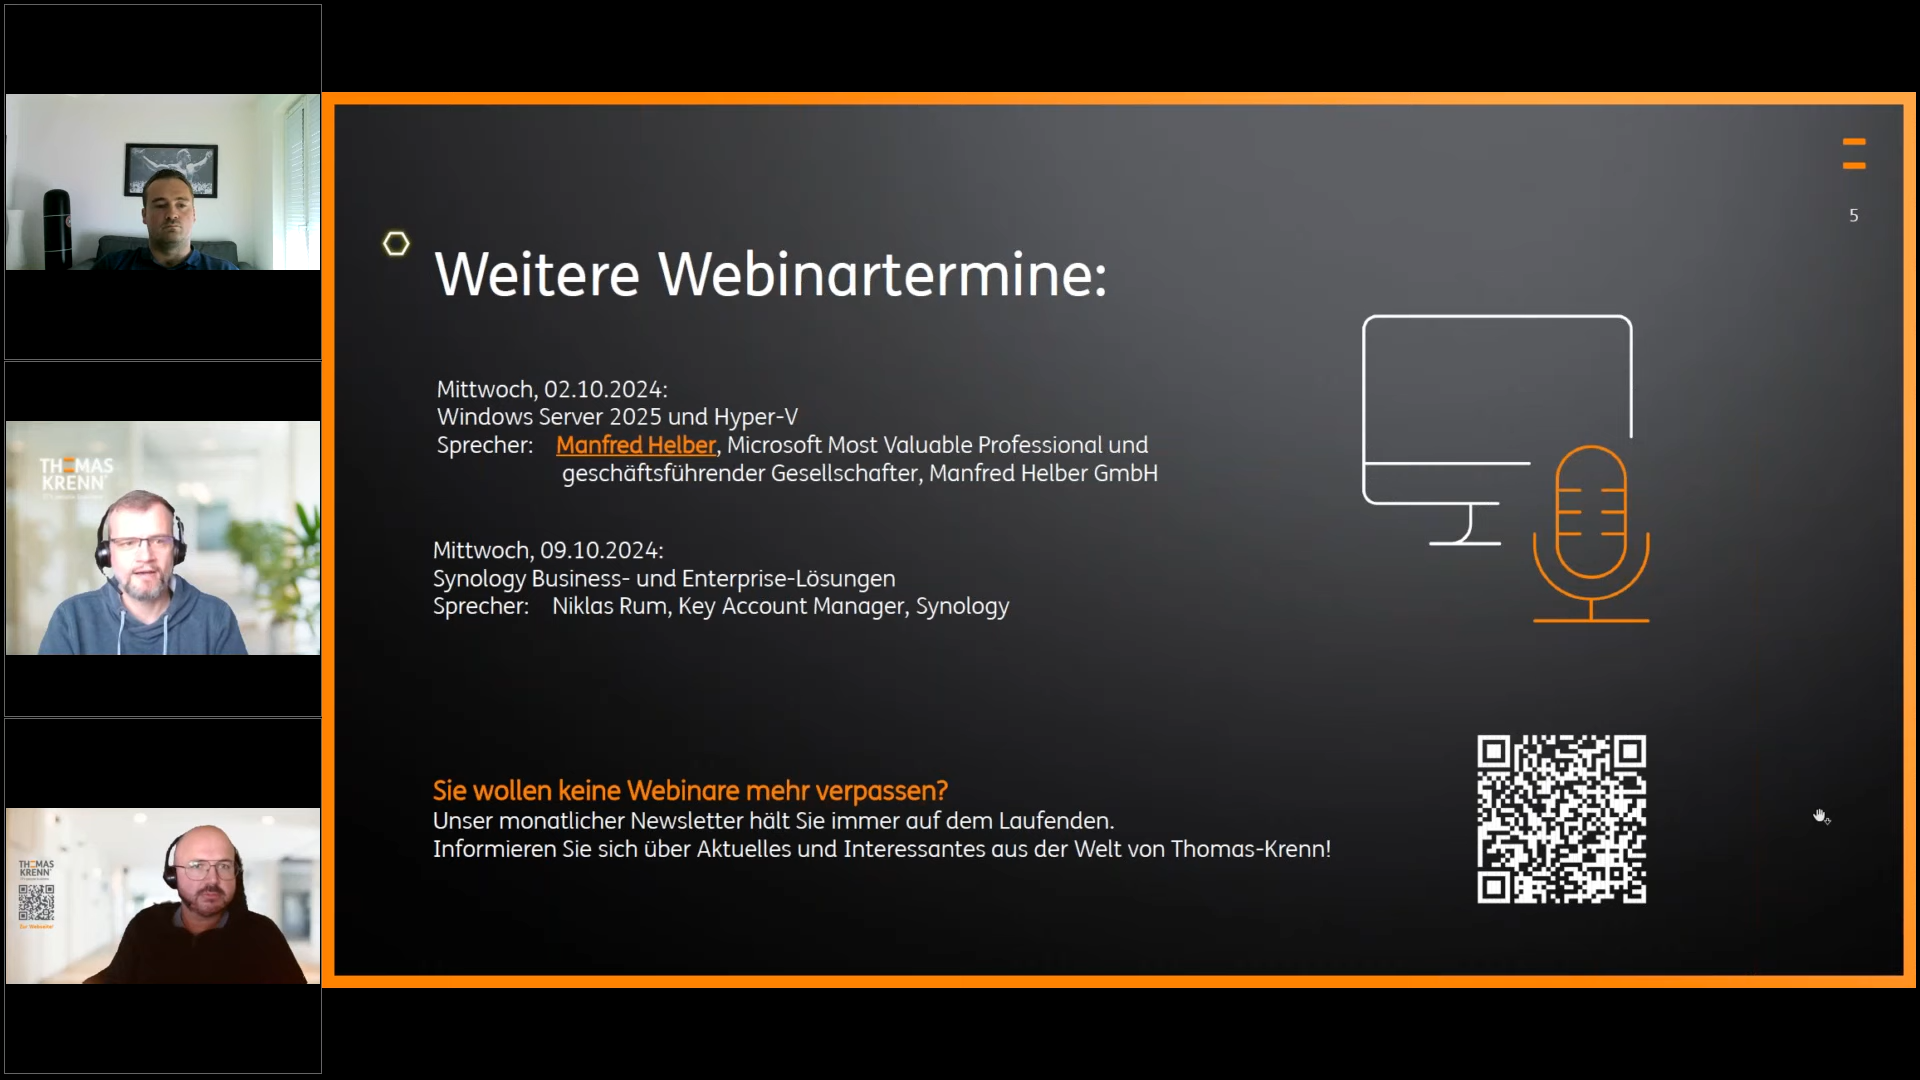 THOMAS
KRENN
THOMAS
KRENN
5
Weitere Webinartermine:
Mittwoch, 02.10.2024:
Windows Server 2025 und Hyper-V
Sprecher: Manfred Helber, Microsoft Most Valuable Professional und
geschäftsführender Gesellschafter, Manfred Helber GmbH
Mittwoch, 09.10.2024:
Synology Business- und Enterprise-Lösungen
Sprecher: Niklas Rum, Key Account Manager, Synology
Sie wollen keine Webinare mehr verpassen?
Unser monatlicher Newsletter hält Sie immer auf dem Laufenden.
Informieren Sie sich über Aktuelles und Interessantes aus der Welt von Thomas-Krenn!